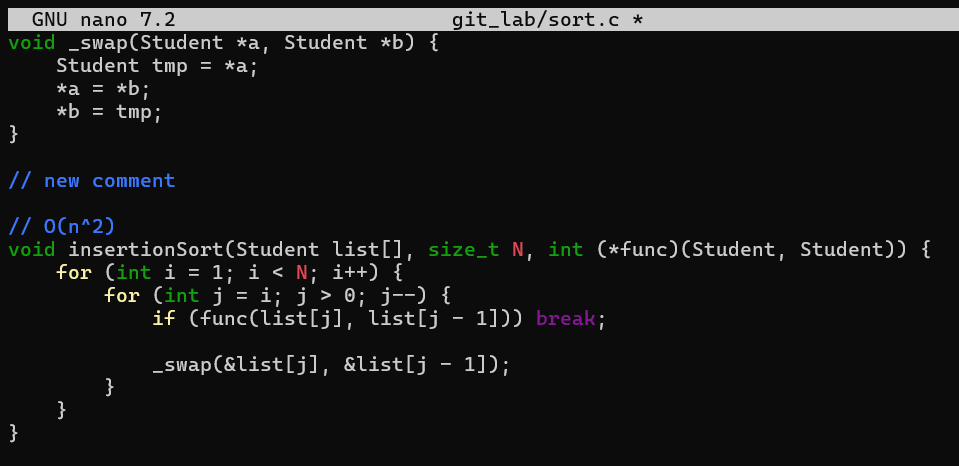 GNU nano 7.2 git_lab/sort.c *
void _swap(Student *a, Student *b) {
    Student tmp = *a;
    *a = *b;
    *b = tmp;
}

// new comment

// O(n^2)
void insertionSort(Student list[], size_t N, int (*func)(Student, Student)) {
    for (int i = 1; i < N; i++) {
        for (int j = i; j > 0; j--) {
            if (func(list[j], list[j - 1])) break;

            _swap(&list[j], &list[j - 1]);
        }
    }
}